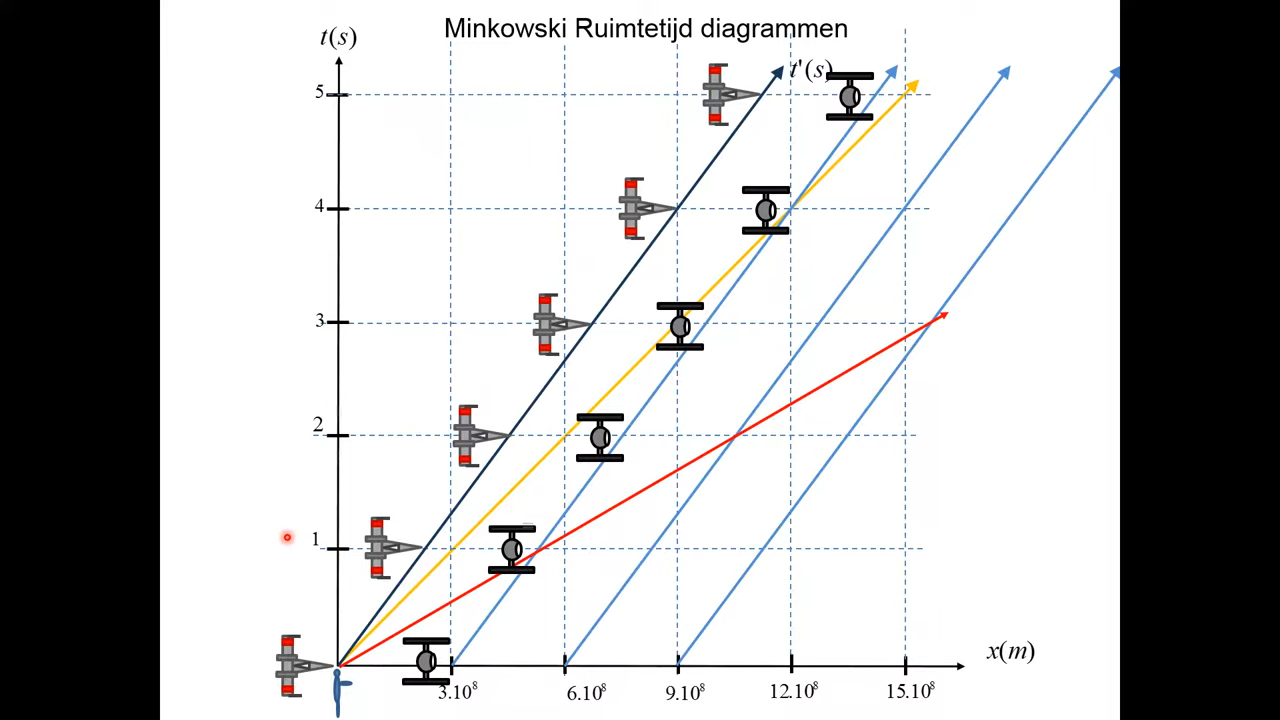 Minkowski Ruimtetijd diagrammen
t(s)
t'(s)
5
4
3
2
1
x(m)
3.10⁸
6.10⁸
9.10⁸
12.10⁸
15.10⁸